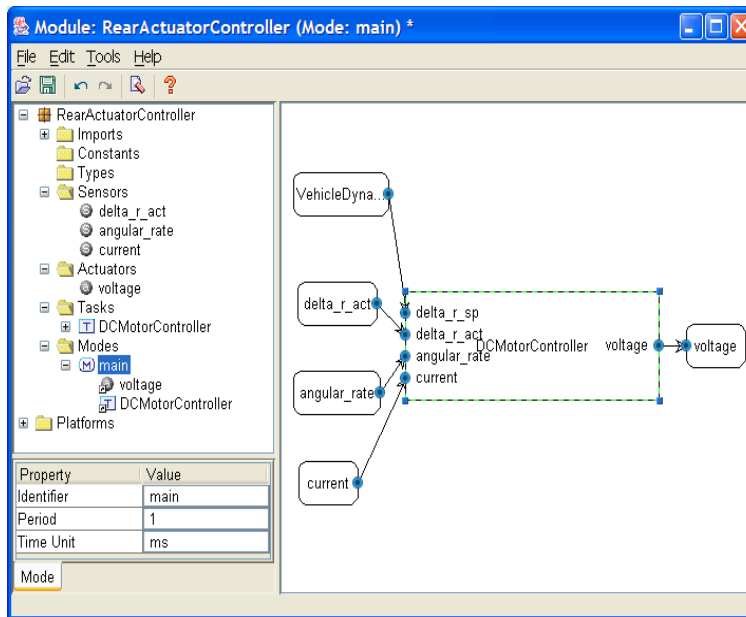 Module: RearActuatorController (Mode: main) *
File Edit Tools Help
RearActuatorController
Imports
Constants
Types
Sensors
delta_r_act
angular_rate
current
Actuators
voltage
Tasks
T DCMotorController
Modes
M main
voltage
T DCMotorController
Platforms
Property Value
Identifier main
Period 1
Time Unit ms
Mode
VehicleDyna...
delta_r_act
angular_rate
current
delta_r_sp
delta_r_act
angular_rate
current
DCMotorController
voltage
voltage